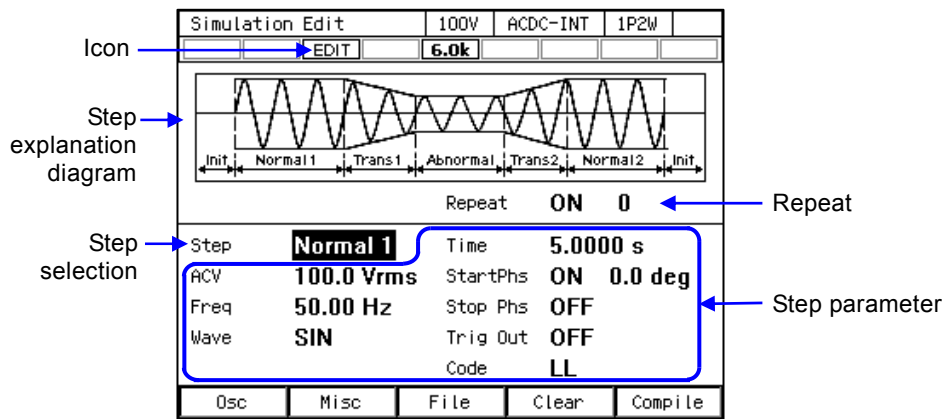 Simulation Edit 100V ACDC-INT 1P2W
Icon EDIT 6.0k
Step
explanation
diagram
Init Normal1 Trans1 Abnormal Trans2 Normal2 Init
Repeat ON 0 Repeat
Step
selection
Step Normal 1 Time 5.0000 s
ACV 100.0 Vrms StartPhs ON 0.0 deg
Freq 50.00 Hz Stop Phs OFF Step parameter
Wave SIN Trig Out OFF
Code LL
Osc Misc File Clear Compile